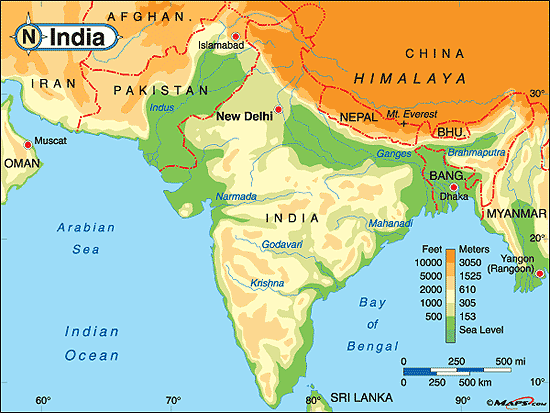 N India
AFGHAN.
Islamabad
CHINA
HIMALAYA
IRAN
PAKISTAN
Indus
30°
New Delhi
NEPAL
Mt. Everest
BHU.
Muscat
OMAN
Ganges
Brahmaputra
BANG.
Dhaka
Narmada
INDIA
MYANMAR
Mahanadi
Arabian
Sea
20°
Godavari
Feet Meters
10000 3050
5000 1525
2000 610
1000 305
500 153
Sea Level
Yangon
(Rangoon)
Krishna
Bay
of
Bengal
Indian
Ocean
0 250 500 mi
0 250 500 km
SRI LANKA
60° 70° 80° 90° 10°
©MAPS.com